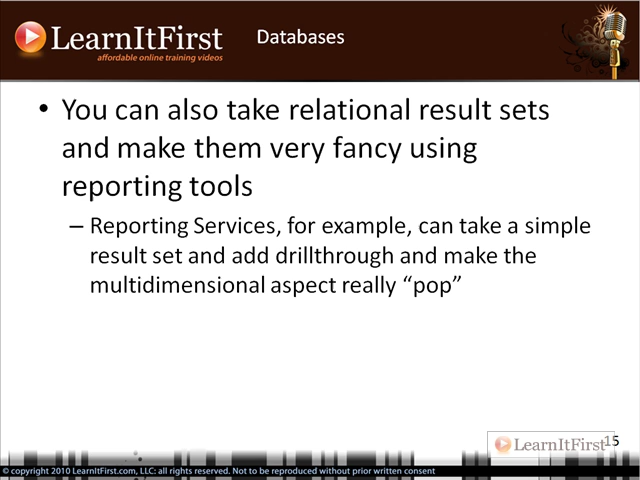 LearnItFirst
affordable online training videos
Databases
• You can also take relational result sets
and make them very fancy using
reporting tools
– Reporting Services, for example, can take a simple
result set and add drillthrough and make the
multidimensional aspect really “pop”
LearnItFirst
15
© copyright 2010 LearnItFirst.com, LLC: all rights reserved. Not to be reproduced without prior written consent